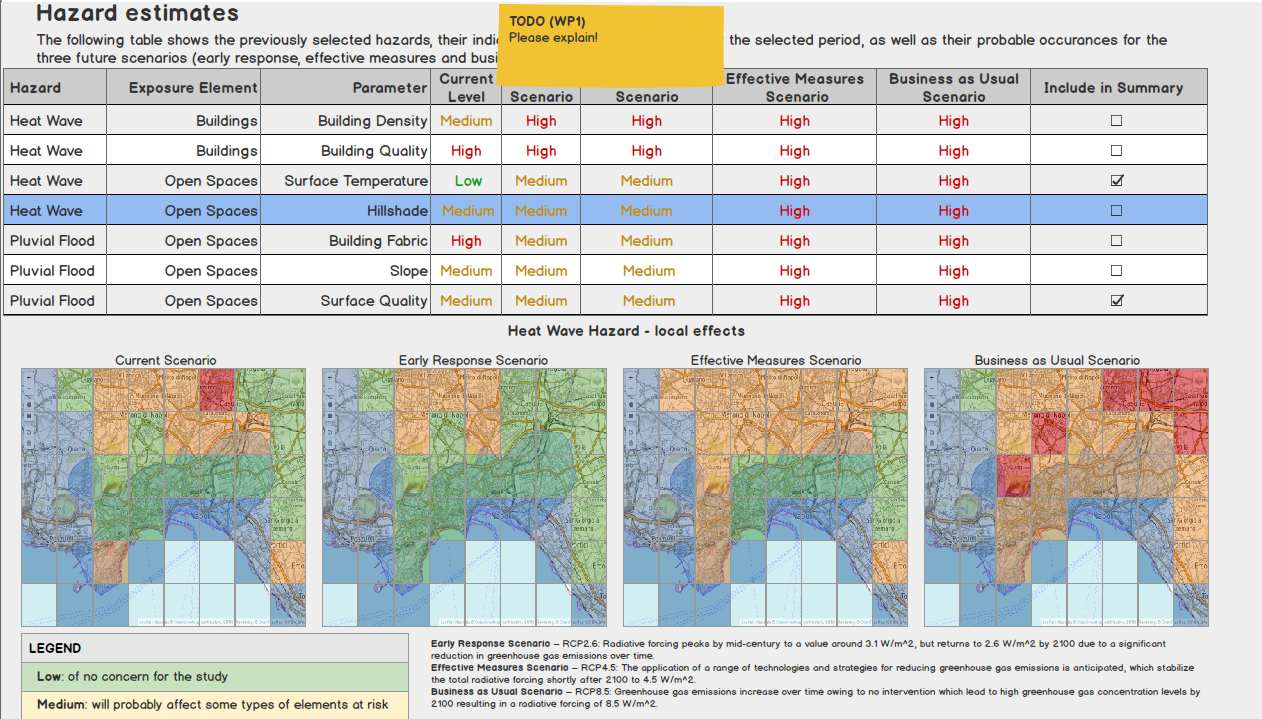 Hazard estimates
TODO (WP1)
Please explain!
The following table shows the previously selected hazards, their the selected period, as well as their probable occurances for the
three future scenarios (early response, effective measures and
Hazard Exposure Element Parameter Current Level Scenario Scenario Effective Measures Scenario Business as Usual Scenario Include in Summary
Heat Wave Buildings Building Density Medium High High High High
Heat Wave Buildings Building Quality High High High High High
Heat Wave Open Spaces Surface Temperature Low Medium Medium High High
Heat Wave Open Spaces Hillshade Medium Medium Medium High High
Pluvial Flood Open Spaces Building Fabric High Medium Medium High High
Pluvial Flood Open Spaces Slope Medium Medium Medium High High
Pluvial Flood Open Spaces Surface Quality Medium Medium Medium High High
Heat Wave Hazard - local effects
Current Scenario Early Response Scenario Effective Measures Scenario Business as Usual Scenario
LEGEND
Low: of no concern for the study
Medium: will probably affect some types of elements at risk
Early Response Scenario – RCP2.6: Radiative forcing peaks by mid-century to a value around 3.1 W/m^2, but returns to 2.6 W/m^2 by 2100 due to a significant
reduction in greenhouse gas emissions over time.
Effective Measures Scenario – RCP4.5: The application of a range of technologies and strategies for reducing greenhouse gas emissions is anticipated, which stabilize
the total radiative forcing shortly after 2100 to 4.5 W/m^2.
Business as Usual Scenario – RCP8.5: Greenhouse gas emissions increase over time owing to no intervention which lead to high greenhouse gas concentration levels by
2100 resulting in a radiative forcing of 8.5 W/m^2.